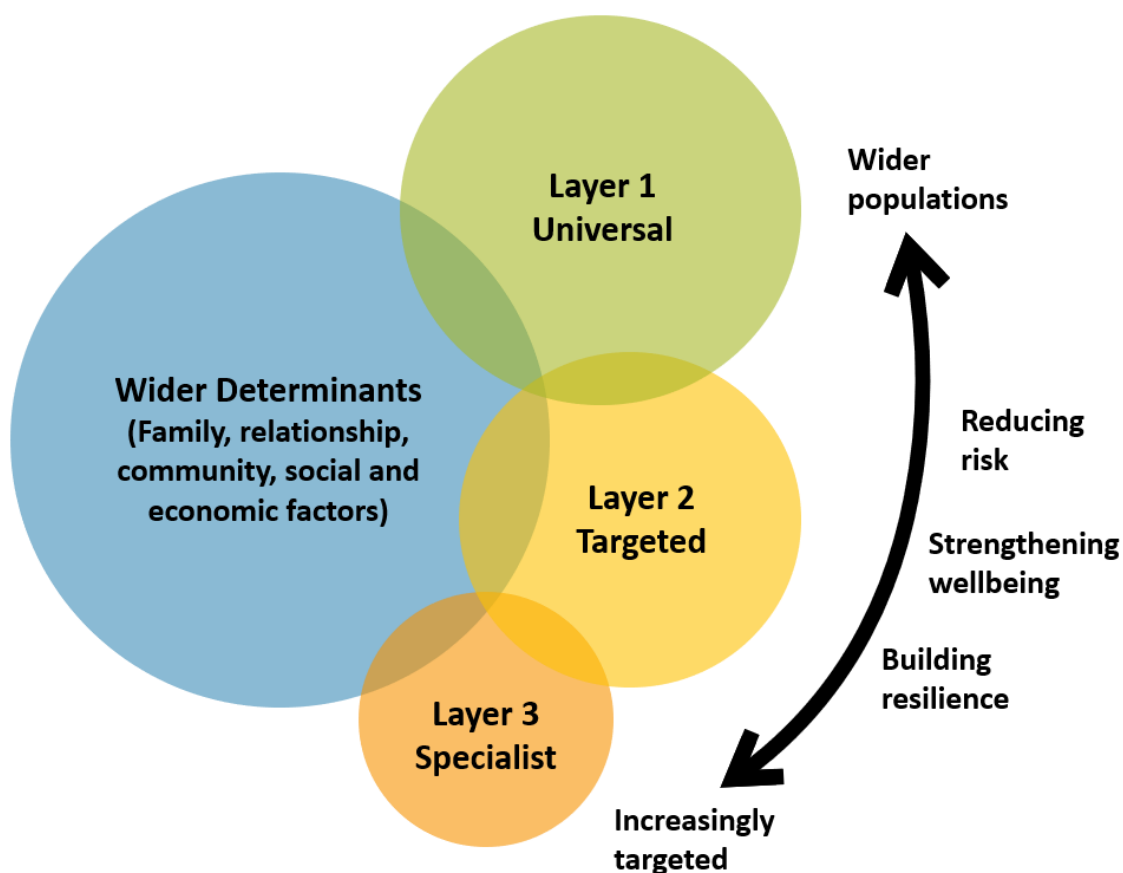 Layer 1
Universal
Wider
populations
Wider Determinants
(Family, relationship,
community, social and
economic factors)
Reducing
risk
Layer 2
Targeted
Strengthening
wellbeing
Building
resilience
Layer 3
Specialist
Increasingly
targeted